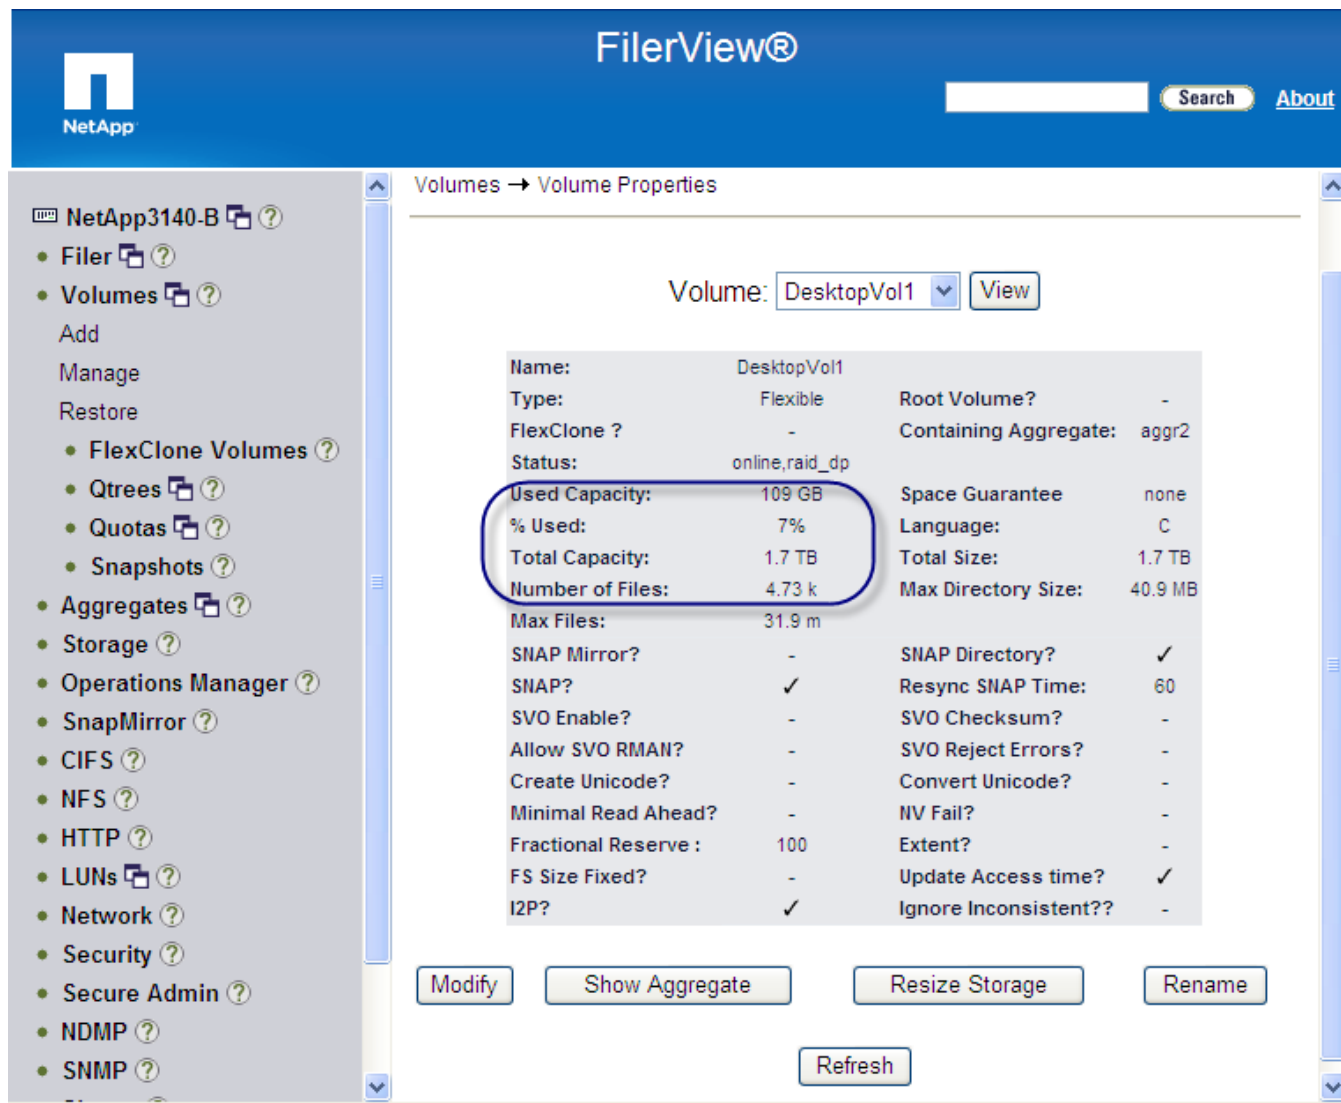 FilerView®
NetApp
Search About
NetApp3140-B ?
Filer ?
Volumes ?
Add
Manage
Restore
FlexClone Volumes ?
Qtrees ?
Quotas ?
Snapshots ?
Aggregates ?
Storage ?
Operations Manager ?
SnapMirror ?
CIFS ?
NFS ?
HTTP ?
LUNs ?
Network ?
Security ?
Secure Admin ?
NDMP ?
SNMP ?
Volumes → Volume Properties
Volume: DesktopVol1 View
Name: DesktopVol1
Type: Flexible Root Volume? -
FlexClone ? - Containing Aggregate: aggr2
Status: online,raid_dp
Used Capacity: 109 GB Space Guarantee none
% Used: 7% Language: C
Total Capacity: 1.7 TB Total Size: 1.7 TB
Number of Files: 4.73 k Max Directory Size: 40.9 MB
Max Files: 31.9 m
SNAP Mirror? - SNAP Directory? ✓
SNAP? ✓ Resync SNAP Time: 60
SVO Enable? - SVO Checksum? -
Allow SVO RMAN? - SVO Reject Errors? -
Create Unicode? - Convert Unicode? -
Minimal Read Ahead? - NV Fail? -
Fractional Reserve : 100 Extent? -
FS Size Fixed? - Update Access time? ✓
I2P? ✓ Ignore Inconsistent?? -
Modify Show Aggregate Resize Storage Rename
Refresh